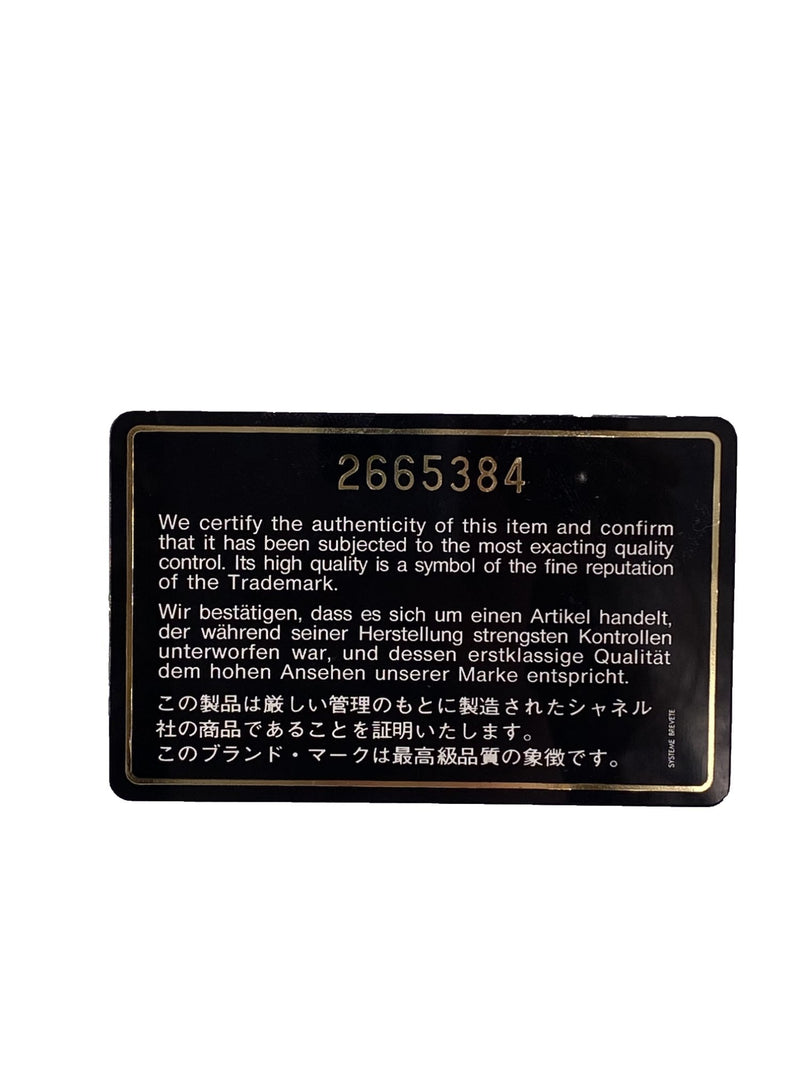 2665384
We certify the authenticity of this item and confirm
that it has been subjected to the most exacting quality
control. Its high quality is a symbol of the fine reputation
of the Trademark.
Wir bestätigen, dass es sich um einen Artikel handelt,
der während seiner Herstellung strengsten Kontrollen
unterworfen war, und dessen erstklassige Qualität
dem hohen Ansehen unserer Marke entspricht.
この製品は厳しい管理のもとに製造されたシャネル
社の商品であることを証明いたします。
このブランド・マークは最高級品質の象徴です。
SYSTEME BREVETE